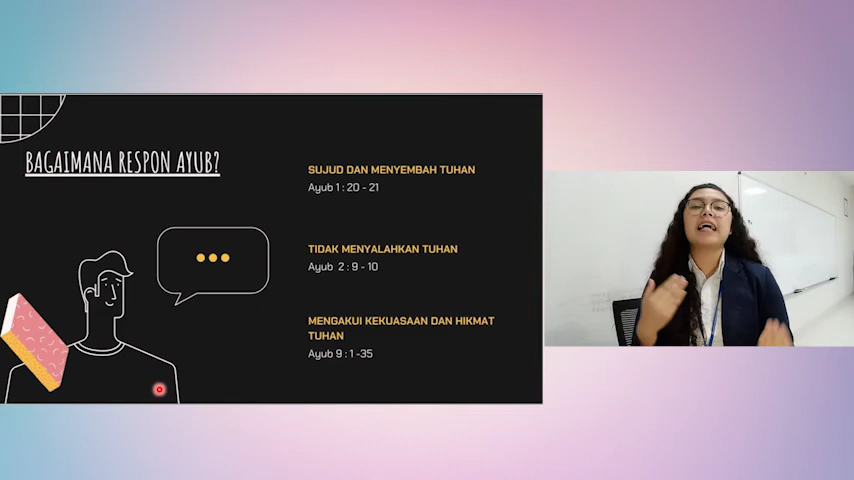 BAGAIMANA RESPON AYUB?
SUJUD DAN MENYEMBAH TUHAN
Ayub 1 : 20 - 21
TIDAK MENYALAHKAN TUHAN
Ayub 2 : 9 - 10
MENGAKUI KEKUASAAN DAN HIKMAT
TUHAN
Ayub 9 : 1 -35